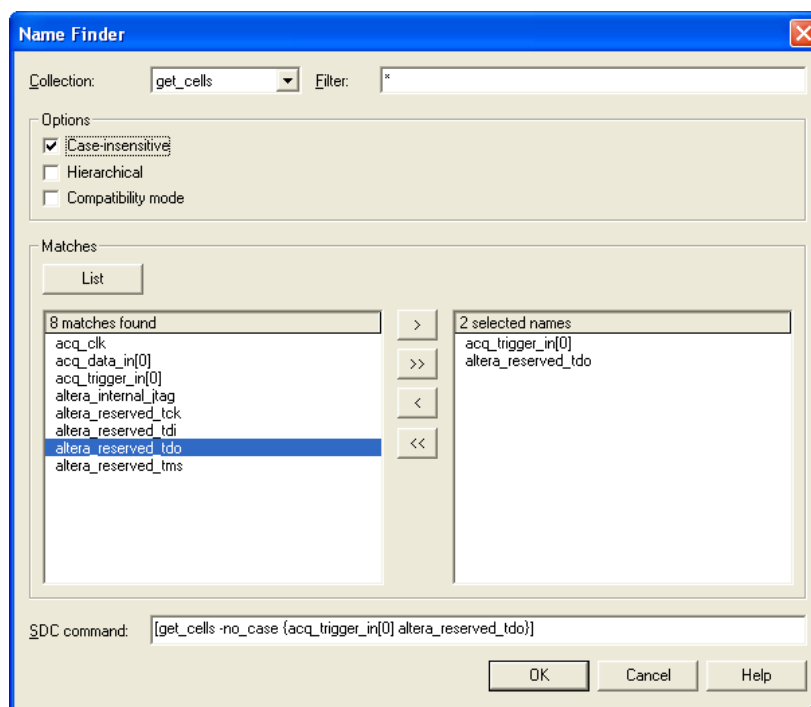 Name Finder
Collection: get_cells Filter: *
Options
Case-insensitive
Hierarchical
Compatibility mode
Matches
List
8 matches found
acq_clk
acq_data_in[0]
acq_trigger_in[0]
altera_internal_jtag
altera_reserved_tck
altera_reserved_tdi
altera_reserved_tdo
altera_reserved_tms
>
>>
<
<<
2 selected names
acq_trigger_in[0]
altera_reserved_tdo
SDC command: [get_cells -no_case {acq_trigger_in[0] altera_reserved_tdo}]
OK Cancel Help